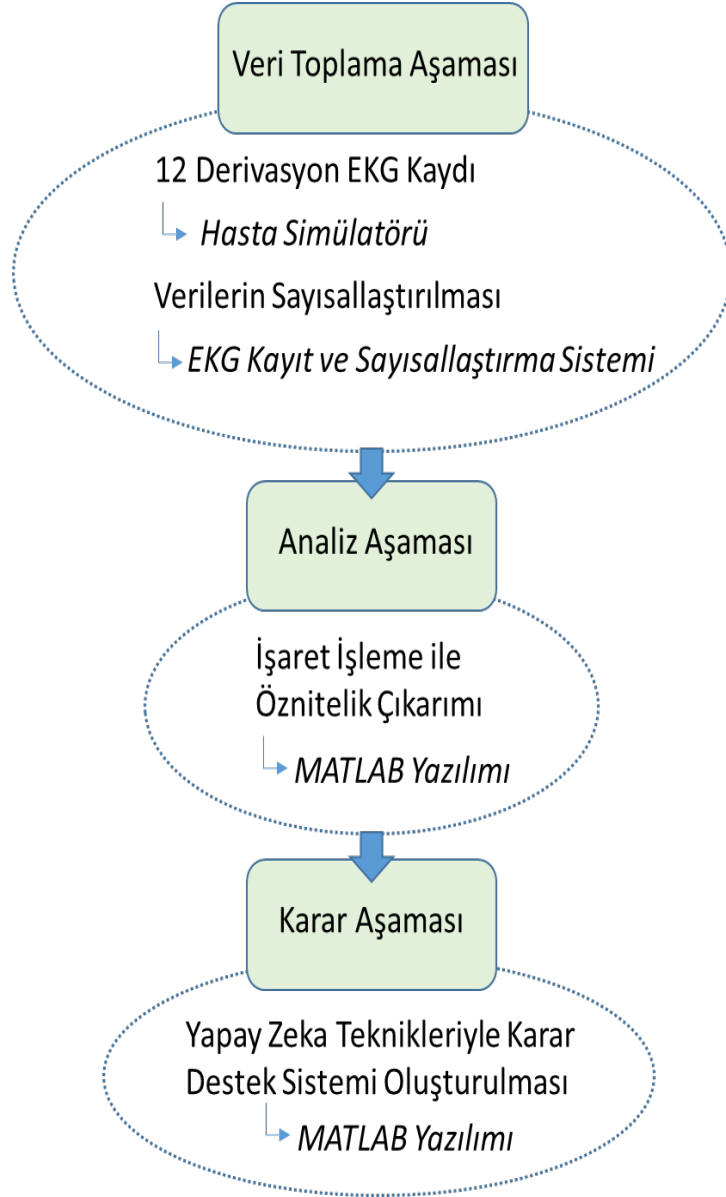 Veri Toplama Aşaması
12 Derivasyon EKG Kaydı
Hasta Simülatörü
Verilerin Sayısallaştırılması
EKG Kayıt ve Sayısallaştırma Sistemi
Analiz Aşaması
İşaret İşleme ile
Öznitelik Çıkarımı
MATLAB Yazılımı
Karar Aşaması
Yapay Zeka Teknikleriyle Karar
Destek Sistemi Oluşturulması
MATLAB Yazılımı